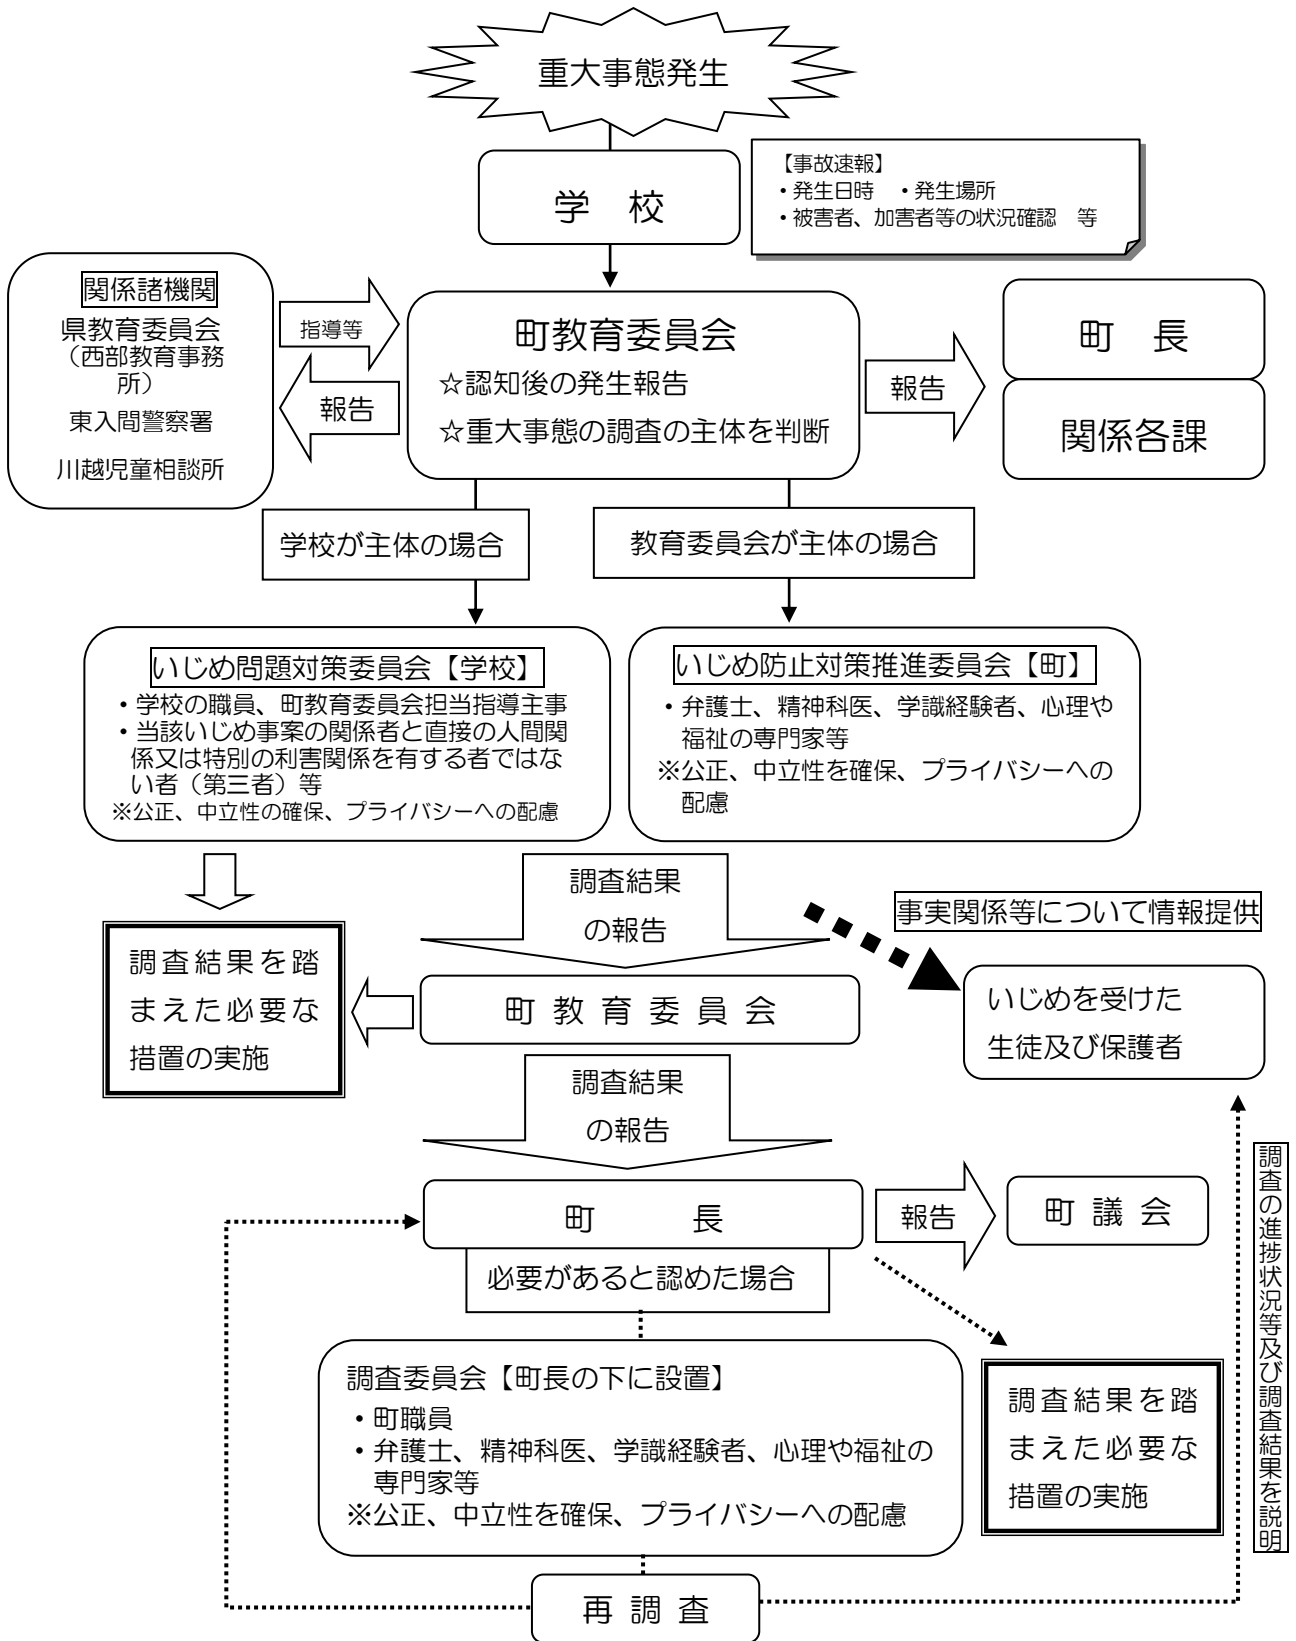 重大事態発生
学　校
【事故速報】
・発生日時　・発生場所
・被害者、加害者等の状況確認　等
関係諸機関
県教育委員会
（西部教育事務
所）
東入間警察署
川越児童相談所
指導等
報告
町教育委員会
☆認知後の発生報告
☆重大事態の調査の主体を判断
報告
町　長
関係各課
学校が主体の場合
教育委員会が主体の場合
いじめ問題対策委員会【学校】
・学校の職員、町教育委員会担当指導主事
・当該いじめ事案の関係者と直接の人間関
係又は特別の利害関係を有する者ではな
い者（第三者）等
※公正、中立性の確保、プライバシーへの配慮
いじめ防止対策推進委員会【町】
・弁護士、精神科医、学識経験者、心理や
福祉の専門家等
※公正、中立性を確保、プライバシーへの
配慮
調査結果
の報告
事実関係等について情報提供
調査結果を踏
まえた必要な
措置の実施
町教育委員会
いじめを受けた
生徒及び保護者
調査結果
の報告
町　長
報告
町議会
必要があると認めた場合
調査の進捗状況等及び調査結果を説明
調査委員会【町長の下に設置】
・町職員
・弁護士、精神科医、学識経験者、心理や福祉の
専門家等
※公正、中立性を確保、プライバシーへの配慮
調査結果を踏
まえた必要な
措置の実施
再調査